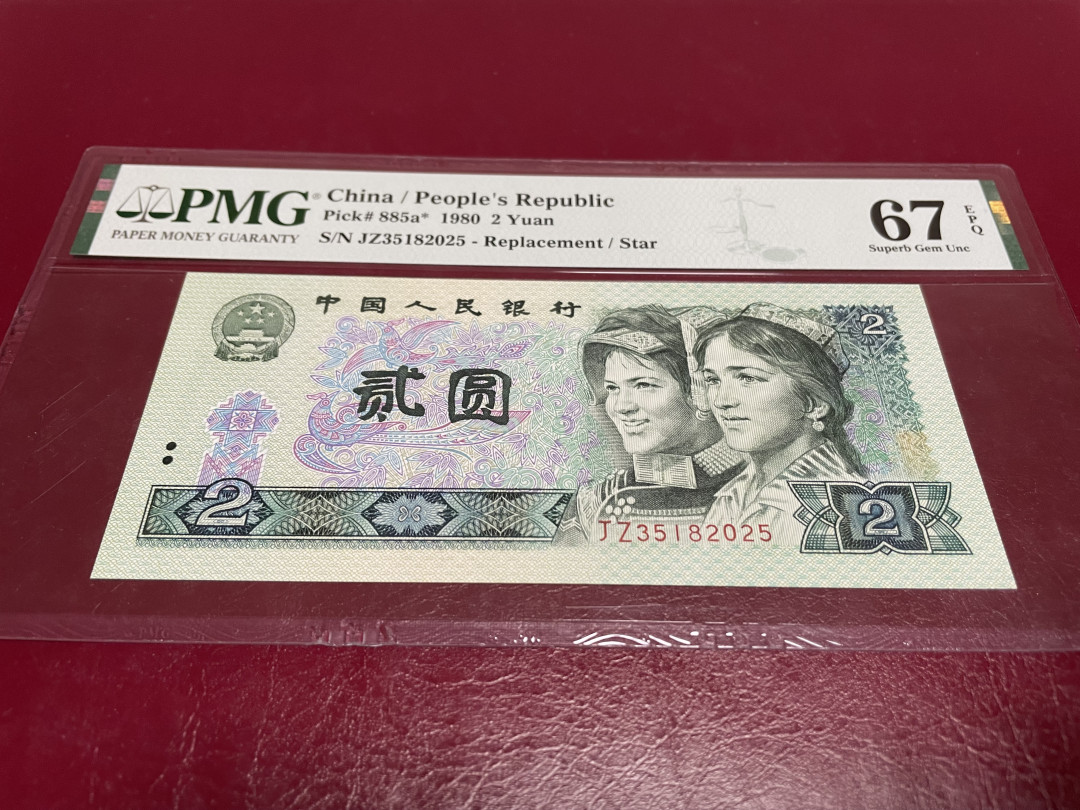 PMG®
PAPER MONEY GUARANTY
China / People's Republic
Pick# 885a* 1980 2 Yuan
S/N JZ35182025 - Replacement / Star
67
EPQ
Superb Gem Unc
中国人民银行
2
贰圆
2
JZ35182025
2